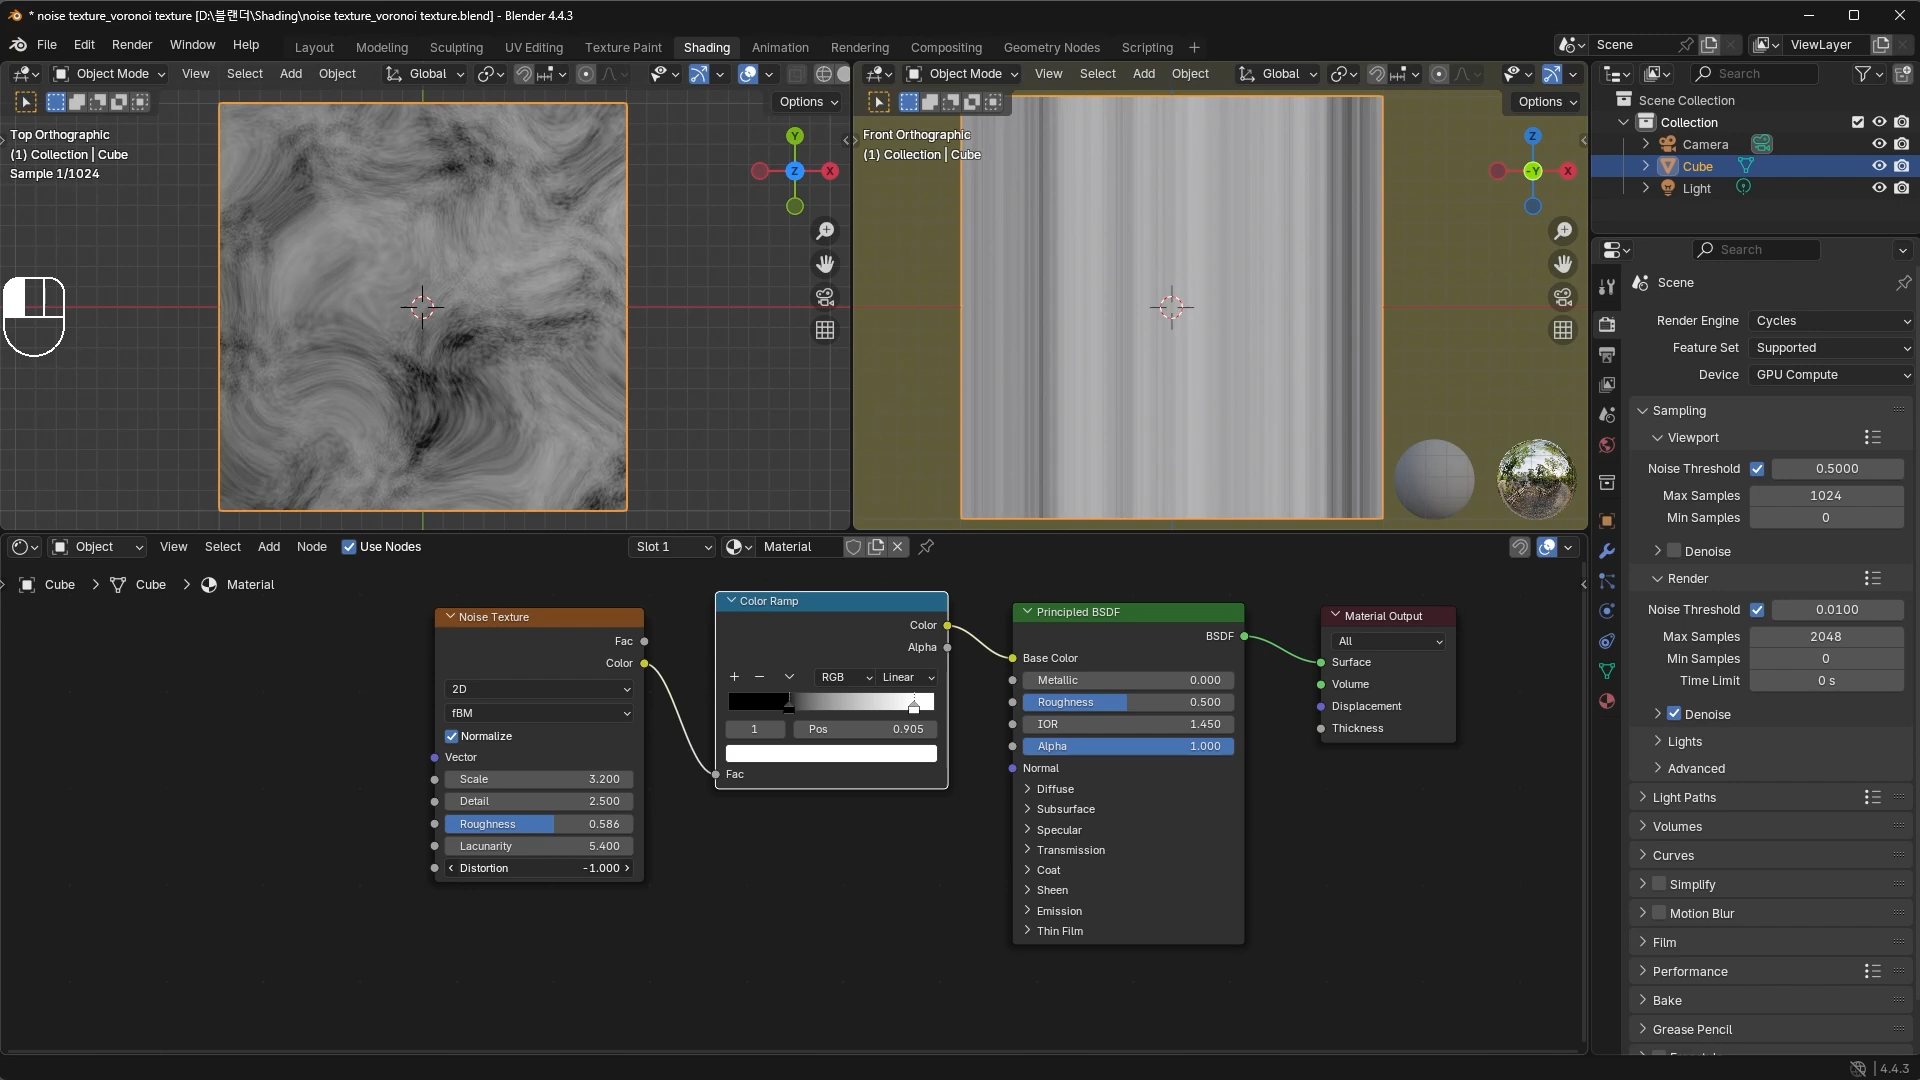 * noise texture_voronoi texture [D:\블랜더\Shading\noise texture_voronoi texture.blend] - Blender 4.4.3
File Edit Render Window Help Layout Modeling Sculpting UV Editing Texture Paint Shading Animation Rendering Compositing Geometry Nodes Scripting + Scene ViewLayer
Object Mode View Select Add Object Global
Options
Top Orthographic
(1) Collection | Cube
Sample 1/1024
Y
Z
X
Object Mode View Select Add Object Global
Options
Front Orthographic
(1) Collection | Cube
Z
-Y
X
Search
Scene Collection
Collection
Camera
Cube
Light
Search
Scene
Render Engine Cycles
Feature Set Supported
Device GPU Compute
Sampling
Viewport
Noise Threshold 0.5000
Max Samples 1024
Min Samples 0
Denoise
Render
Noise Threshold 0.0100
Max Samples 2048
Min Samples 0
Time Limit 0 s
Denoise
Lights
Advanced
Light Paths
Volumes
Curves
Simplify
Motion Blur
Film
Performance
Bake
Grease Pencil
Object View Select Add Node Use Nodes Slot 1 Material
Cube > Cube > Material
Noise Texture
Fac
Color
2D
fBM
Normalize
Vector
Scale 3.200
Detail 2.500
Roughness 0.586
Lacunarity 5.400
Distortion -1.000
Color Ramp
Color
Alpha
RGB Linear
1 Pos 0.905
Fac
Principled BSDF
BSDF
Base Color
Metallic 0.000
Roughness 0.500
IOR 1.450
Alpha 1.000
Normal
Diffuse
Subsurface
Specular
Transmission
Coat
Sheen
Emission
Thin Film
Material Output
All
Surface
Volume
Displacement
Thickness
4.4.3